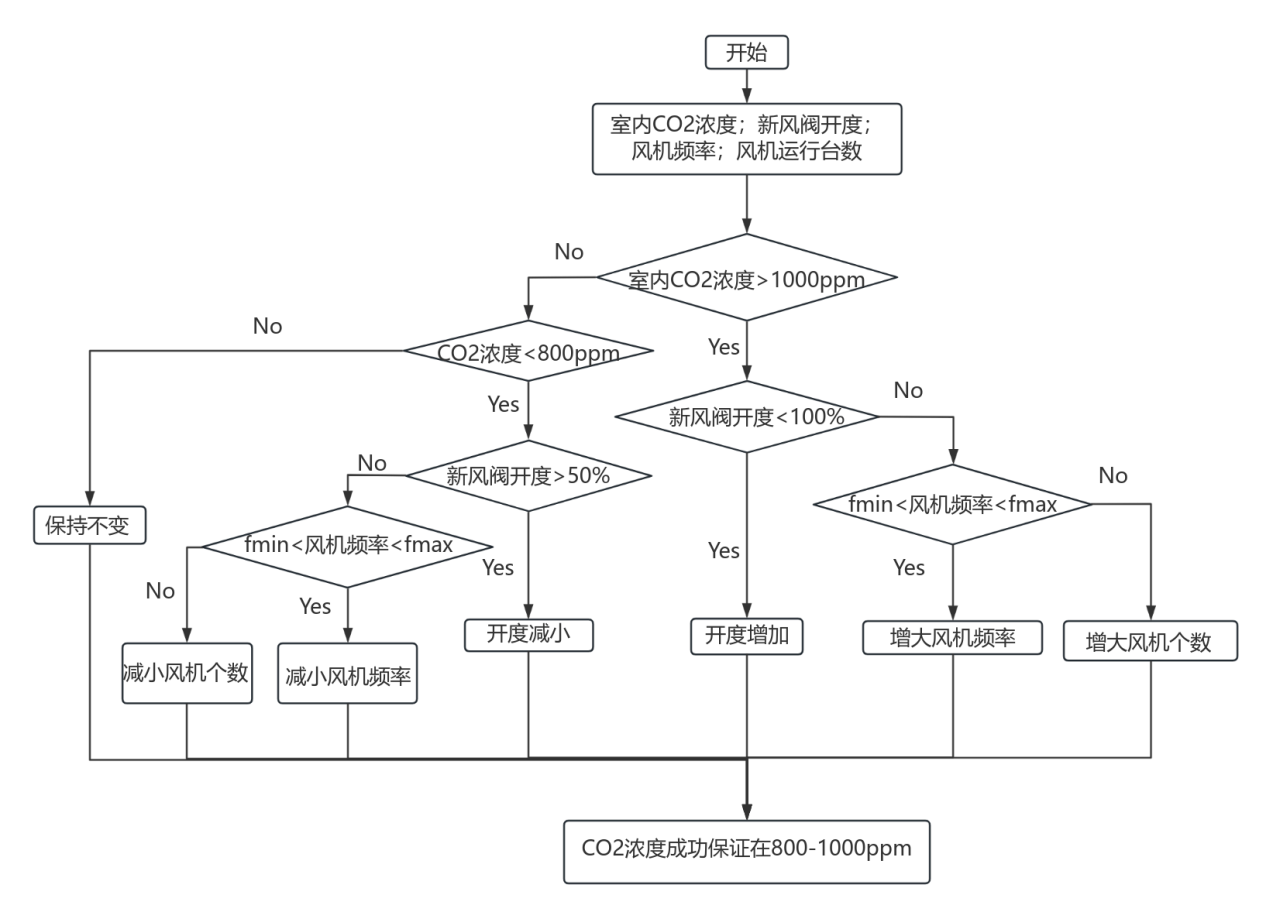 开始
室内CO2浓度；新风阀开度；
风机频率；风机运行台数
No
室内CO2浓度>1000ppm
No
CO2浓度<800ppm
Yes
No
Yes
新风阀开度<100%
No
新风阀开度>50%
No
fmin<风机频率<fmax
保持不变
fmin<风机频率<fmax
Yes
Yes
Yes
No
Yes
开度减小
开度增加
增大风机频率
增大风机个数
减小风机个数
减小风机频率
CO2浓度成功保证在800-1000ppm